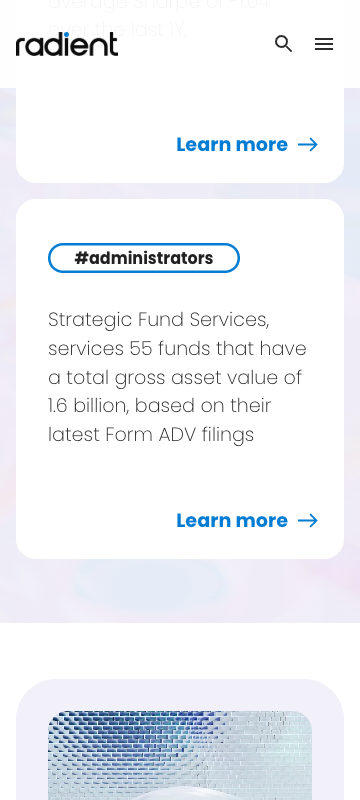 average Sharpe of -1.04
over the last 1Y,
radient
Learn more
#administrators
Strategic Fund Services,
services 55 funds that have
a total gross asset value of
1.6 billion, based on their
latest Form ADV filings
Learn more